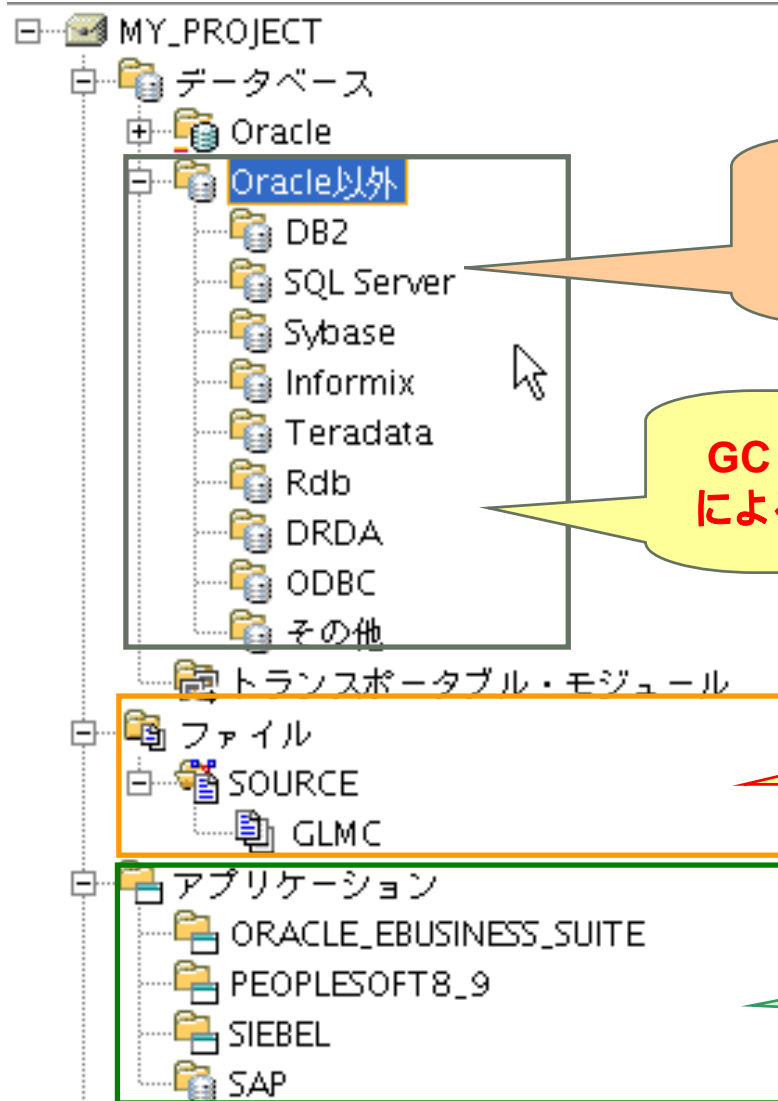 MY_PROJECT
データベース
Oracle
Oracle以外
DB2
SQL Server
Sybase
Informix
Teradata
Rdb
DRDA
ODBC
その他
GC
によ
トランスポータブル・モジュール
ファイル
SOURCE
GLMC
アプリケーション
ORACLE_EBUSINESS_SUITE
PEOPLESOFT8_9
SIEBEL
SAP